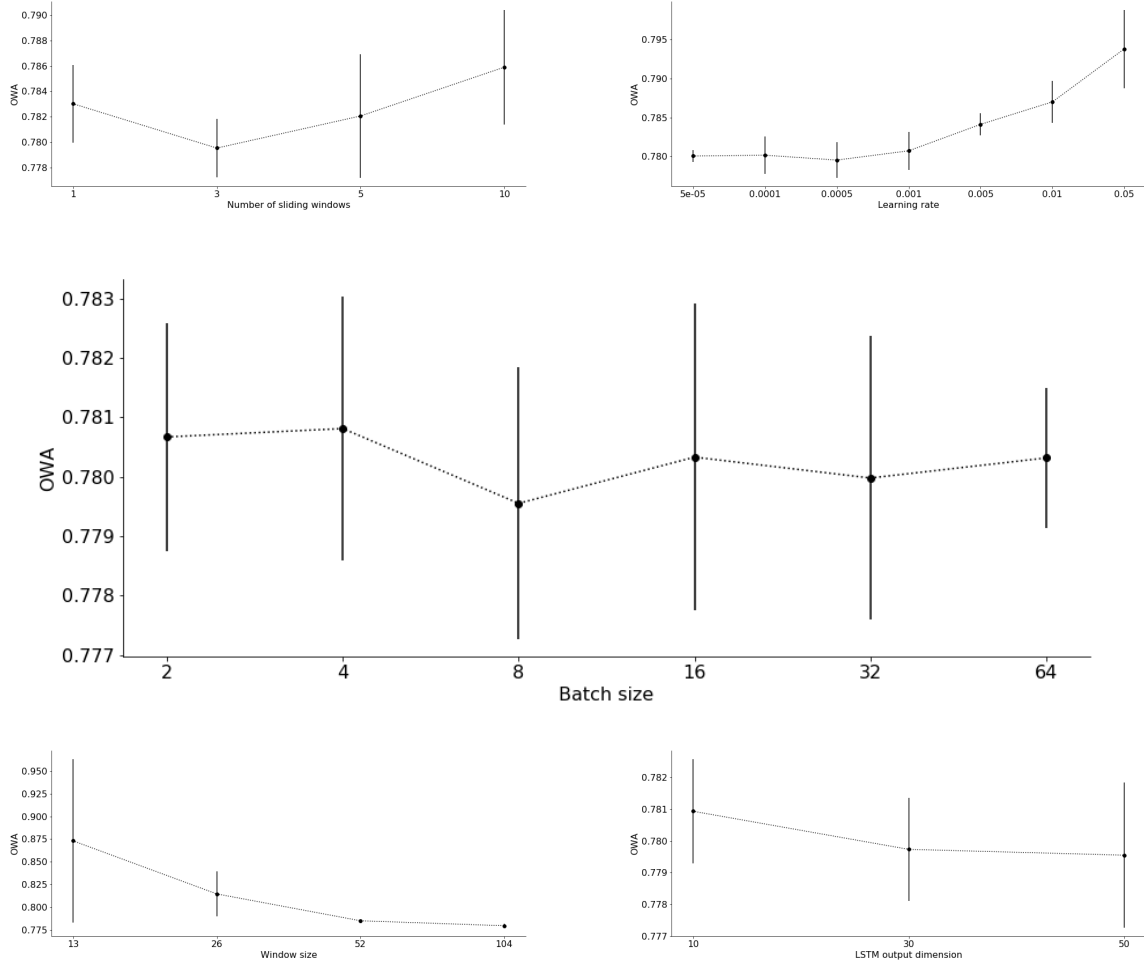 0.790
0.788
0.786
0.784
0.782
0.780
0.778
OWA
1 3 5 10
Number of sliding windows
0.795
0.790
0.785
0.780
OWA
5e-05 0.0001 0.0005 0.001 0.005 0.01 0.05
Learning rate
0.783
0.782
0.781
0.780
0.779
0.778
0.777
OWA
2 4 8 16 32 64
Batch size
0.950
0.925
0.900
0.875
0.850
0.825
0.800
0.775
OWA
13 26 52 104
Window size
0.782
0.781
0.780
0.779
0.778
0.777
OWA
10 30 50
LSTM output dimension